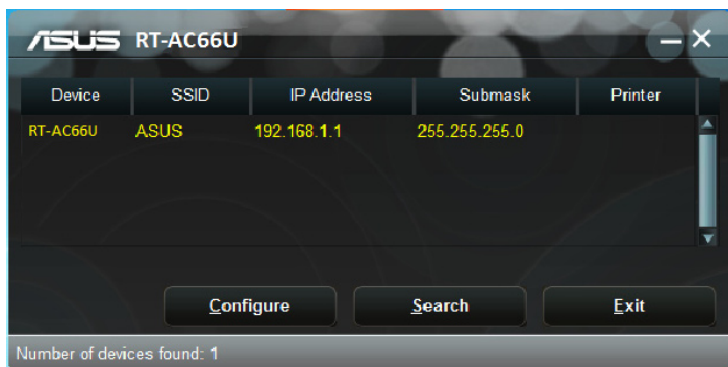 ASUS RT-AC66U
Device SSID IP Address Submask Printer
RT-AC66U ASUS 192.168.1.1 255.255.255.0
Configure Search Exit
Number of devices found: 1